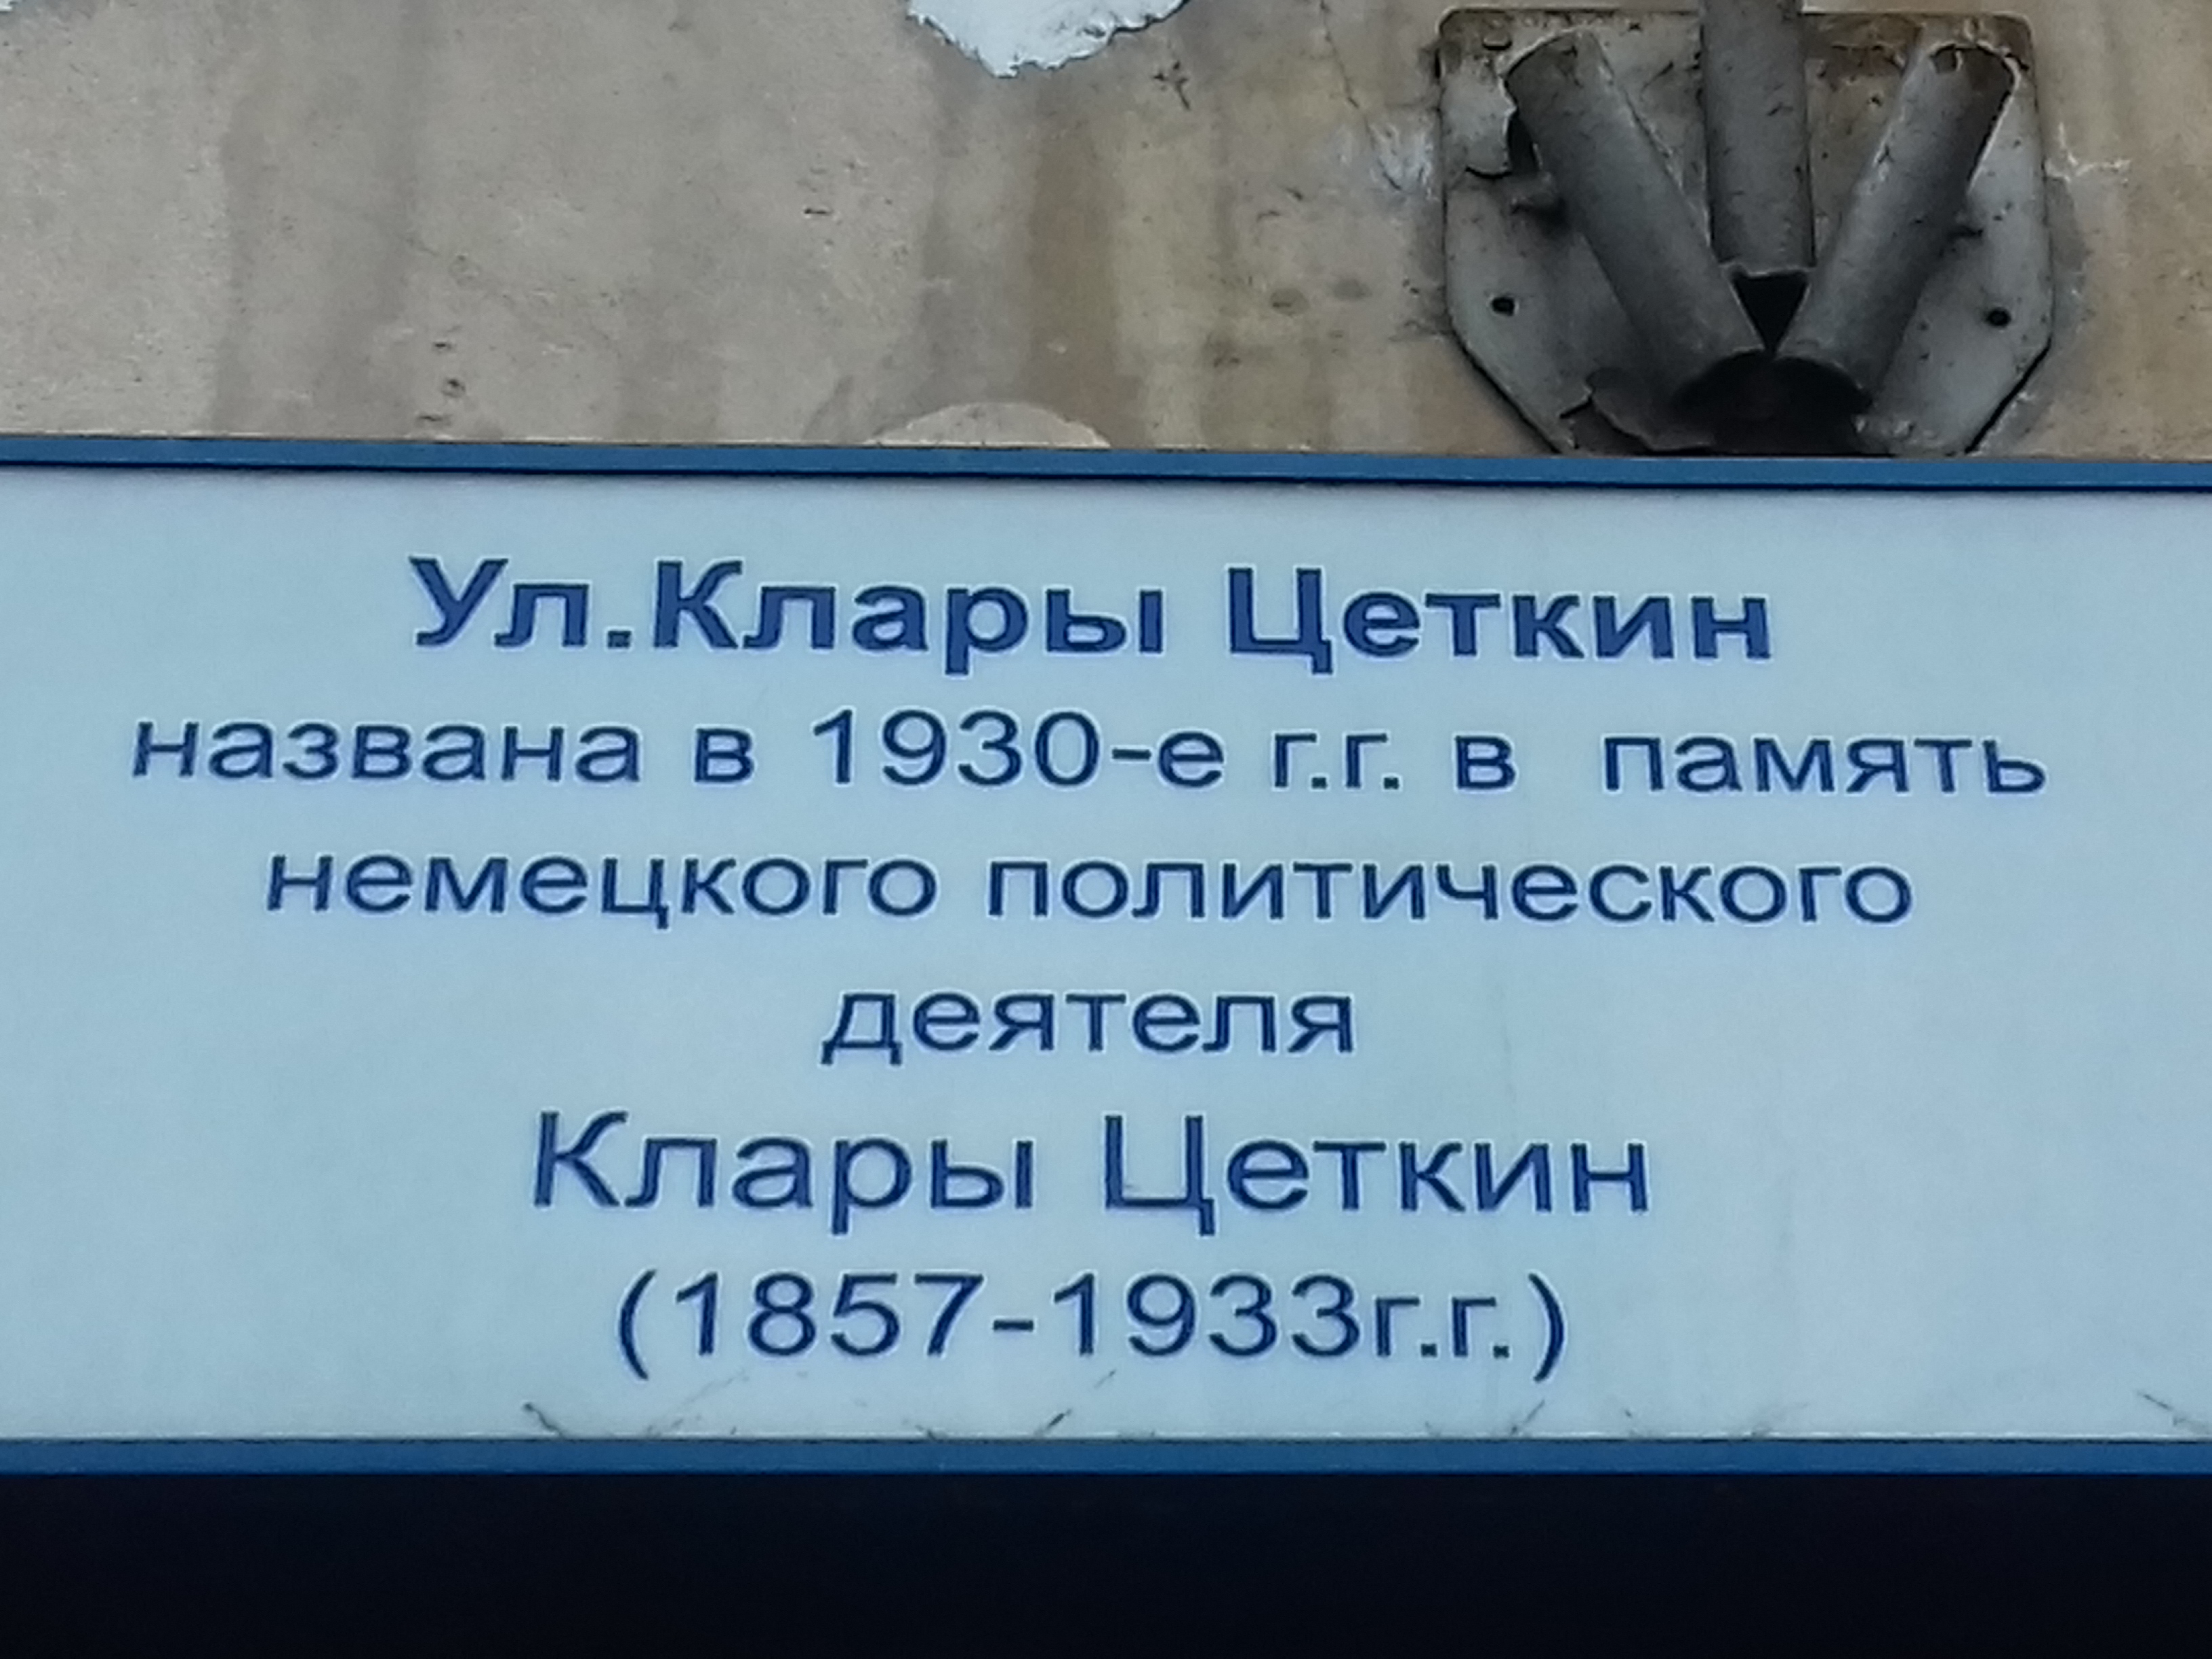 Ул.Клары Цеткин
названа в 1930-е г.г. в память
немецкого политического
деятеля
Клары Цеткин
(1857-1933г.г.)